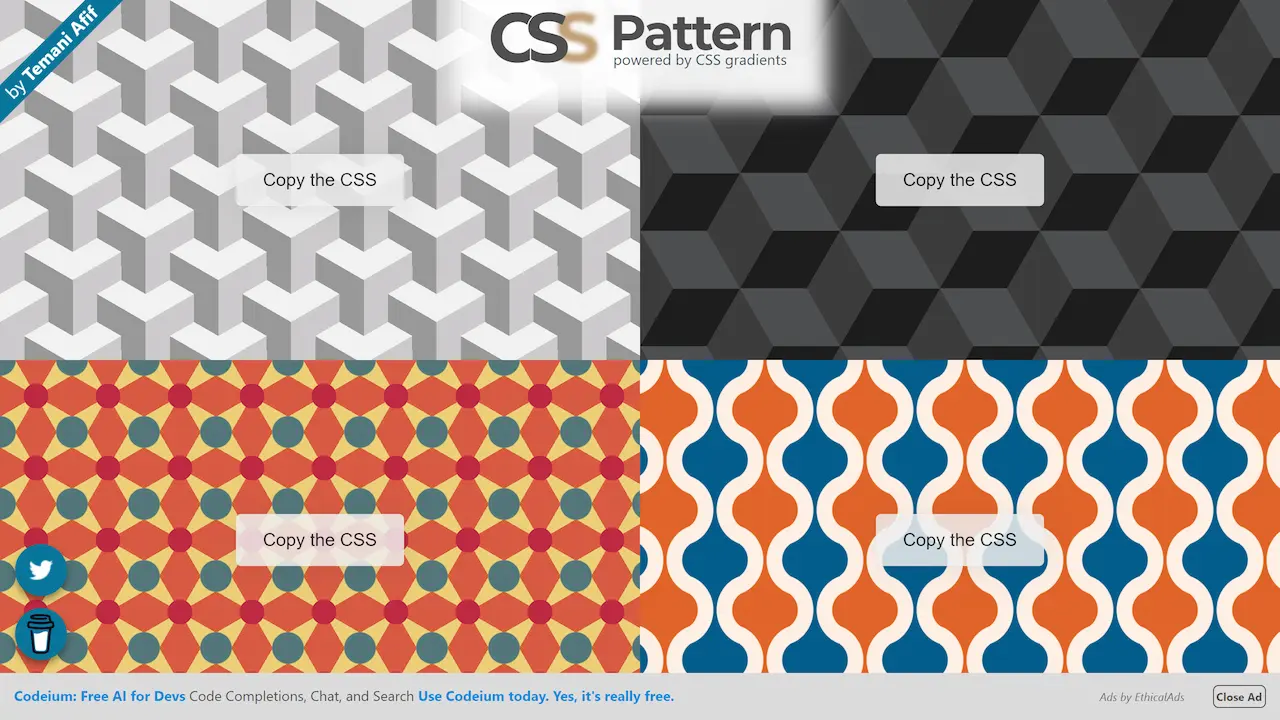 by Temani Afif
CSS Pattern
powered by CSS gradients
Copy the CSS
Copy the CSS
Copy the CSS
Copy the CSS
Codeium: Free AI for Devs Code Completions, Chat, and Search Use Codeium today. Yes, it's really free.
Ads by EthicalAds
Close Ad